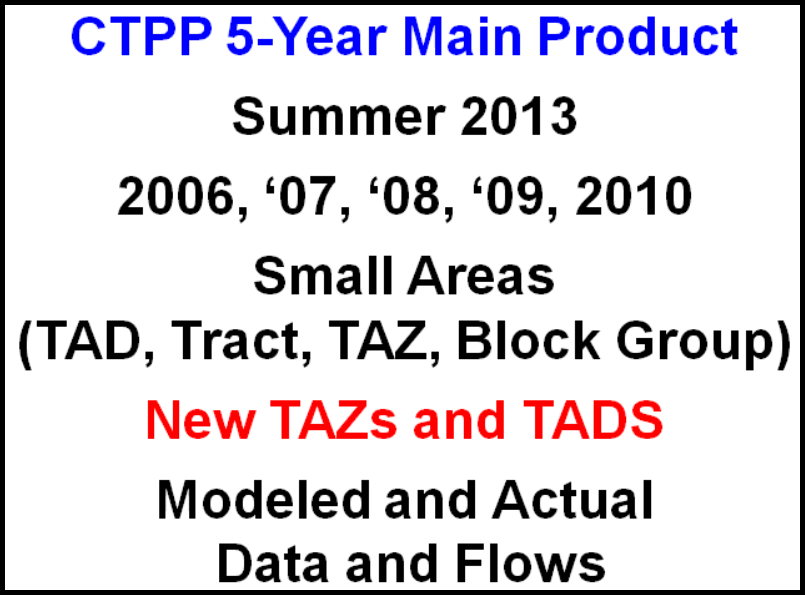 CTPP 5-Year Main Product
Summer 2013
2006, ‘07, ‘08, ‘09, 2010
Small Areas
(TAD, Tract, TAZ, Block Group)
New TAZs and TADS
Modeled and Actual
Data and Flows